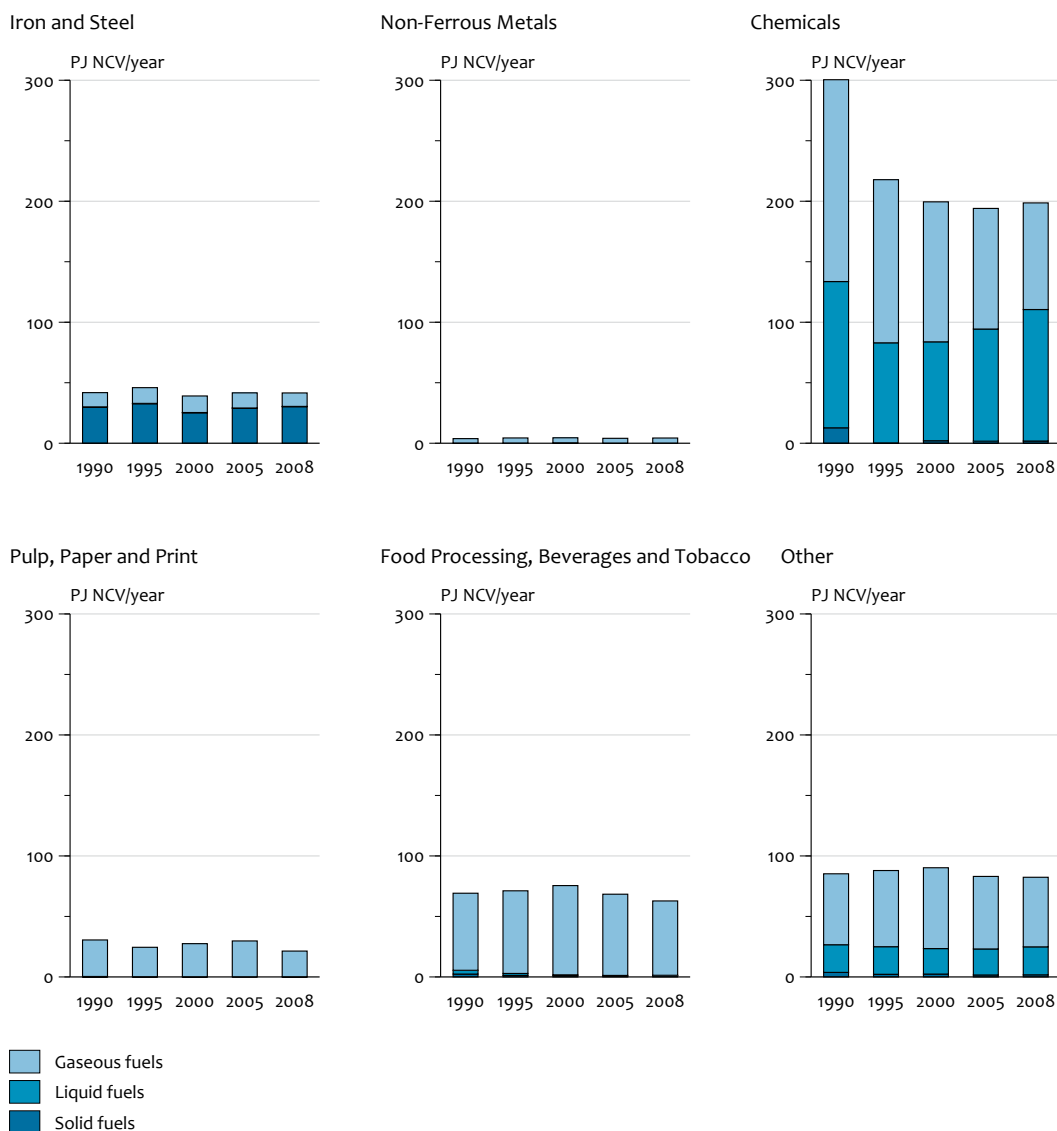 Iron and Steel
PJ NCV/year
300
200
100
0
1990 1995 2000 2005 2008
Non-Ferrous Metals
PJ NCV/year
300
200
100
0
1990 1995 2000 2005 2008
Chemicals
PJ NCV/year
300
200
100
0
1990 1995 2000 2005 2008
Pulp, Paper and Print
PJ NCV/year
300
200
100
0
1990 1995 2000 2005 2008
Food Processing, Beverages and Tobacco
PJ NCV/year
300
200
100
0
1990 1995 2000 2005 2008
Other
PJ NCV/year
300
200
100
0
1990 1995 2000 2005 2008
Gaseous fuels
Liquid fuels
Solid fuels